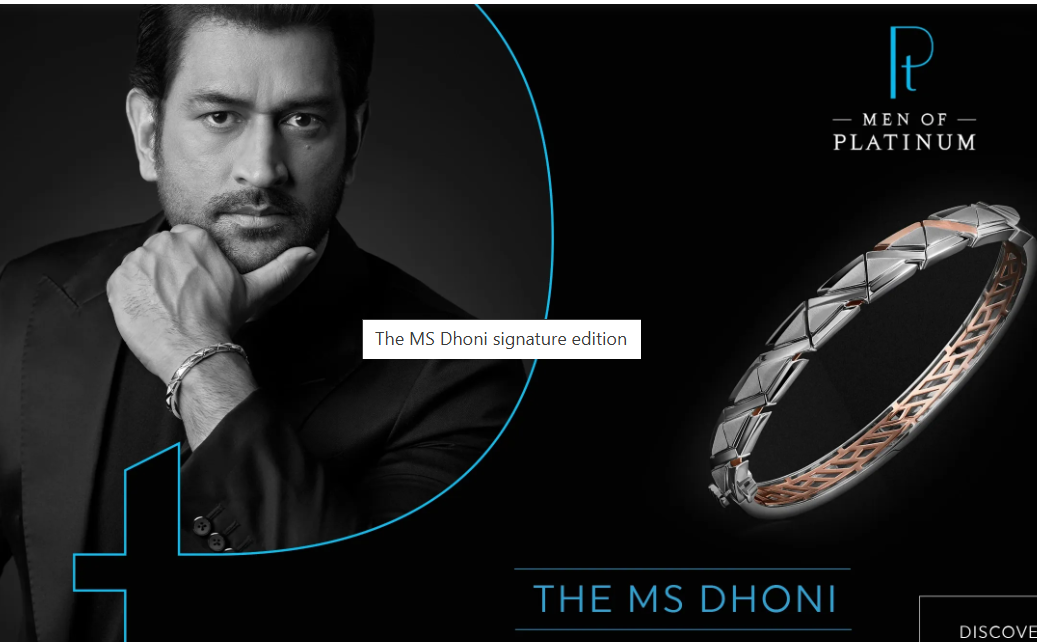 Pt
MEN OF
PLATINUM
The MS Dhoni signature edition
THE MS DHONI
DISCOVE